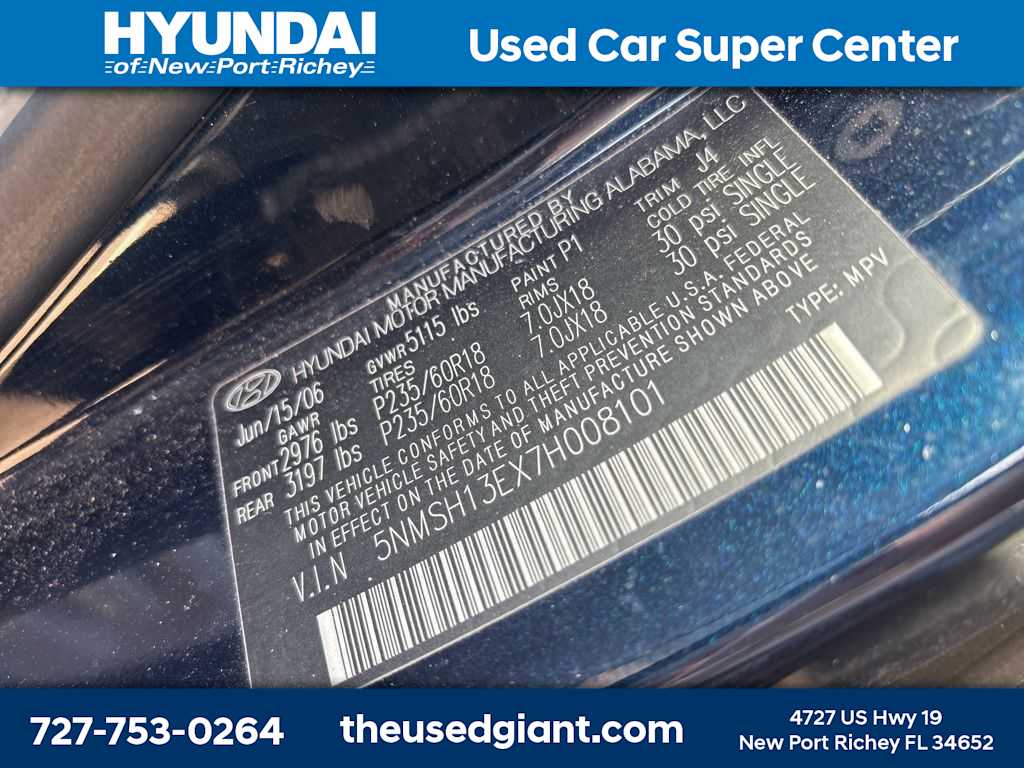 HYUNDAI
of New Port Richey
Used Car Super Center
MANUFACTURED BY
HYUNDAI MOTOR MANUFACTURING ALABAMA, LLC
Jun/15/06 GVWR 5115 lbs PAINT P1 TRIM J4
GAWR TIRES RIMS COLD TIRE INFL
FRONT 2976 lbs P235/60R18 7.0JX18 30 psi SINGLE
REAR 3197 lbs P235/60R18 7.0JX18 30 psi SINGLE
THIS VEHICLE CONFORMS TO ALL APPLICABLE U.S.A. FEDERAL
MOTOR VEHICLE SAFETY AND THEFT PREVENTION STANDARDS
IN EFFECT ON THE DATE OF MANUFACTURE SHOWN ABOVE
V.I.N. 5NMSH13EX7H008101 TYPE: MPV
727-753-0264
theusedgiant.com
4727 US Hwy 19
New Port Richey FL 34652